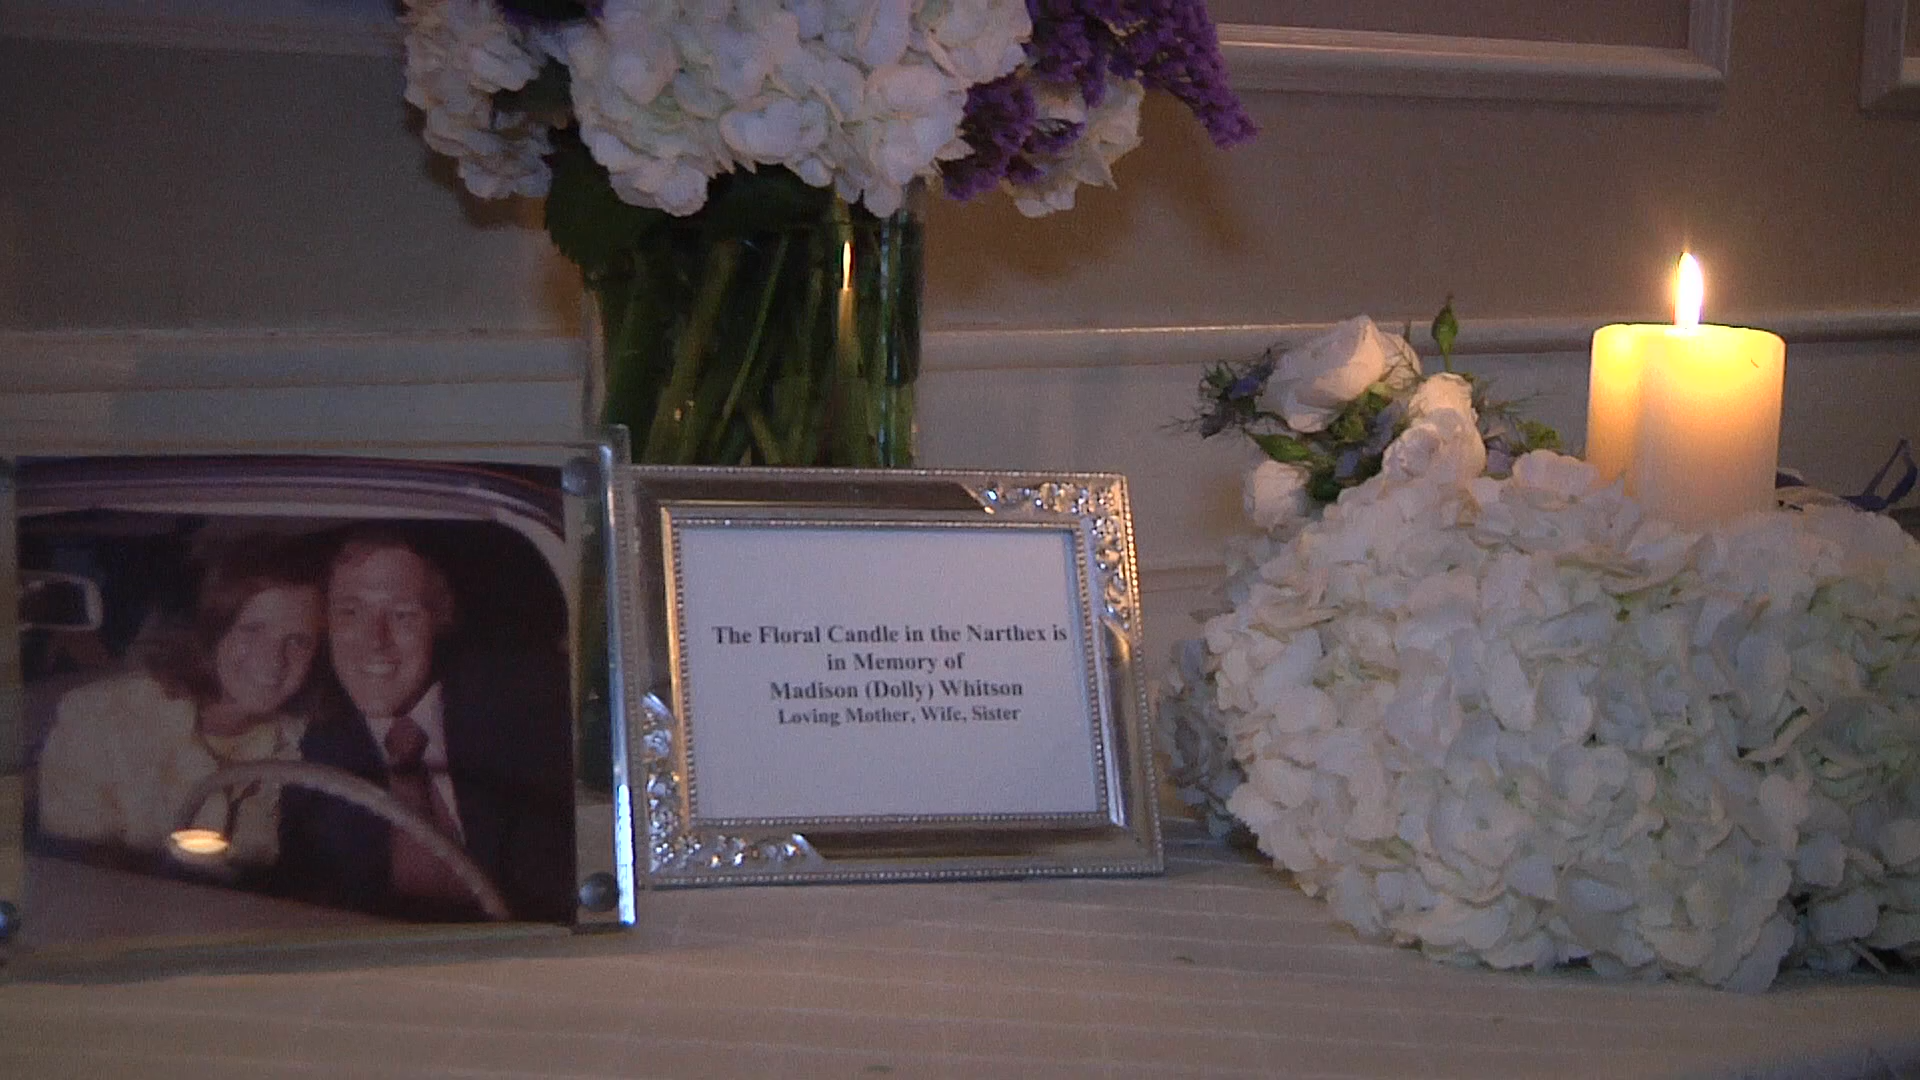 The Floral Candle in the Narthex is
in Memory of
Madison (Dolly) Whitson
Loving Mother, Wife, Sister